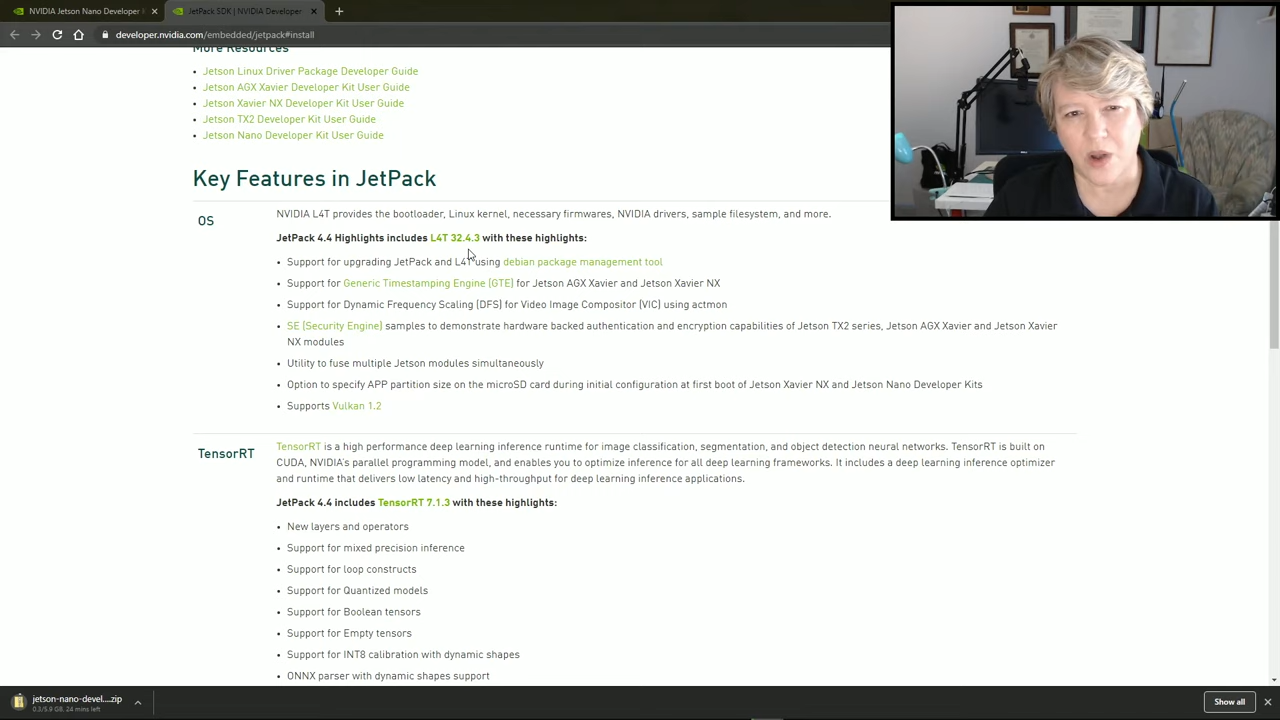 NVIDIA Jetson Nano Developer
JetPack SDK | NVIDIA Develop
developer.nvidia.com/embedded/jetpack#install
More Resources
Jetson Linux Driver Package Developer Guide
Jetson AGX Xavier Developer Kit User Guide
Jetson Xavier NX Developer Kit User Guide
Jetson TX2 Developer Kit User Guide
Jetson Nano Developer Kit User Guide
Key Features in JetPack
OS
NVIDIA L4T provides the bootloader, Linux kernel, necessary firmwares, NVIDIA drivers, sample filesystem, and more.
JetPack 4.4 Highlights includes L4T 32.4.3 with these highlights:
Support for upgrading JetPack and L4T using debian package management tool
Support for Generic Timestamping Engine (GTE) for Jetson AGX Xavier and Jetson Xavier NX
Support for Dynamic Frequency Scaling (DFS) for Video Image Compositor (VIC) using actmon
SE (Security Engine) samples to demonstrate hardware backed authentication and encryption capabilities of Jetson TX2 series, Jetson AGX Xavier and Jetson Xavier
NX modules
Utility to fuse multiple Jetson modules simultaneously
Option to specify APP partition size on the microSD card during initial configuration at first boot of Jetson Xavier NX and Jetson Nano Developer Kits
Supports Vulkan 1.2
TensorRT
TensorRT is a high performance deep learning inference runtime for image classification, segmentation, and object detection neural networks. TensorRT is built on
CUDA, NVIDIA's parallel programming model, and enables you to optimize inference for all deep learning frameworks. It includes a deep learning inference optimizer
and runtime that delivers low latency and high-throughput for deep learning inference applications.
JetPack 4.4 includes TensorRT 7.1.3 with these highlights:
New layers and operators
Support for mixed precision inference
Support for loop constructs
Support for Quantized models
Support for Boolean tensors
Support for Empty tensors
Support for INT8 calibration with dynamic shapes
ONNX parser with dynamic shapes support
jetson-nano-devel....zip
0.3/5.9 GB, 24 mins left
Show all